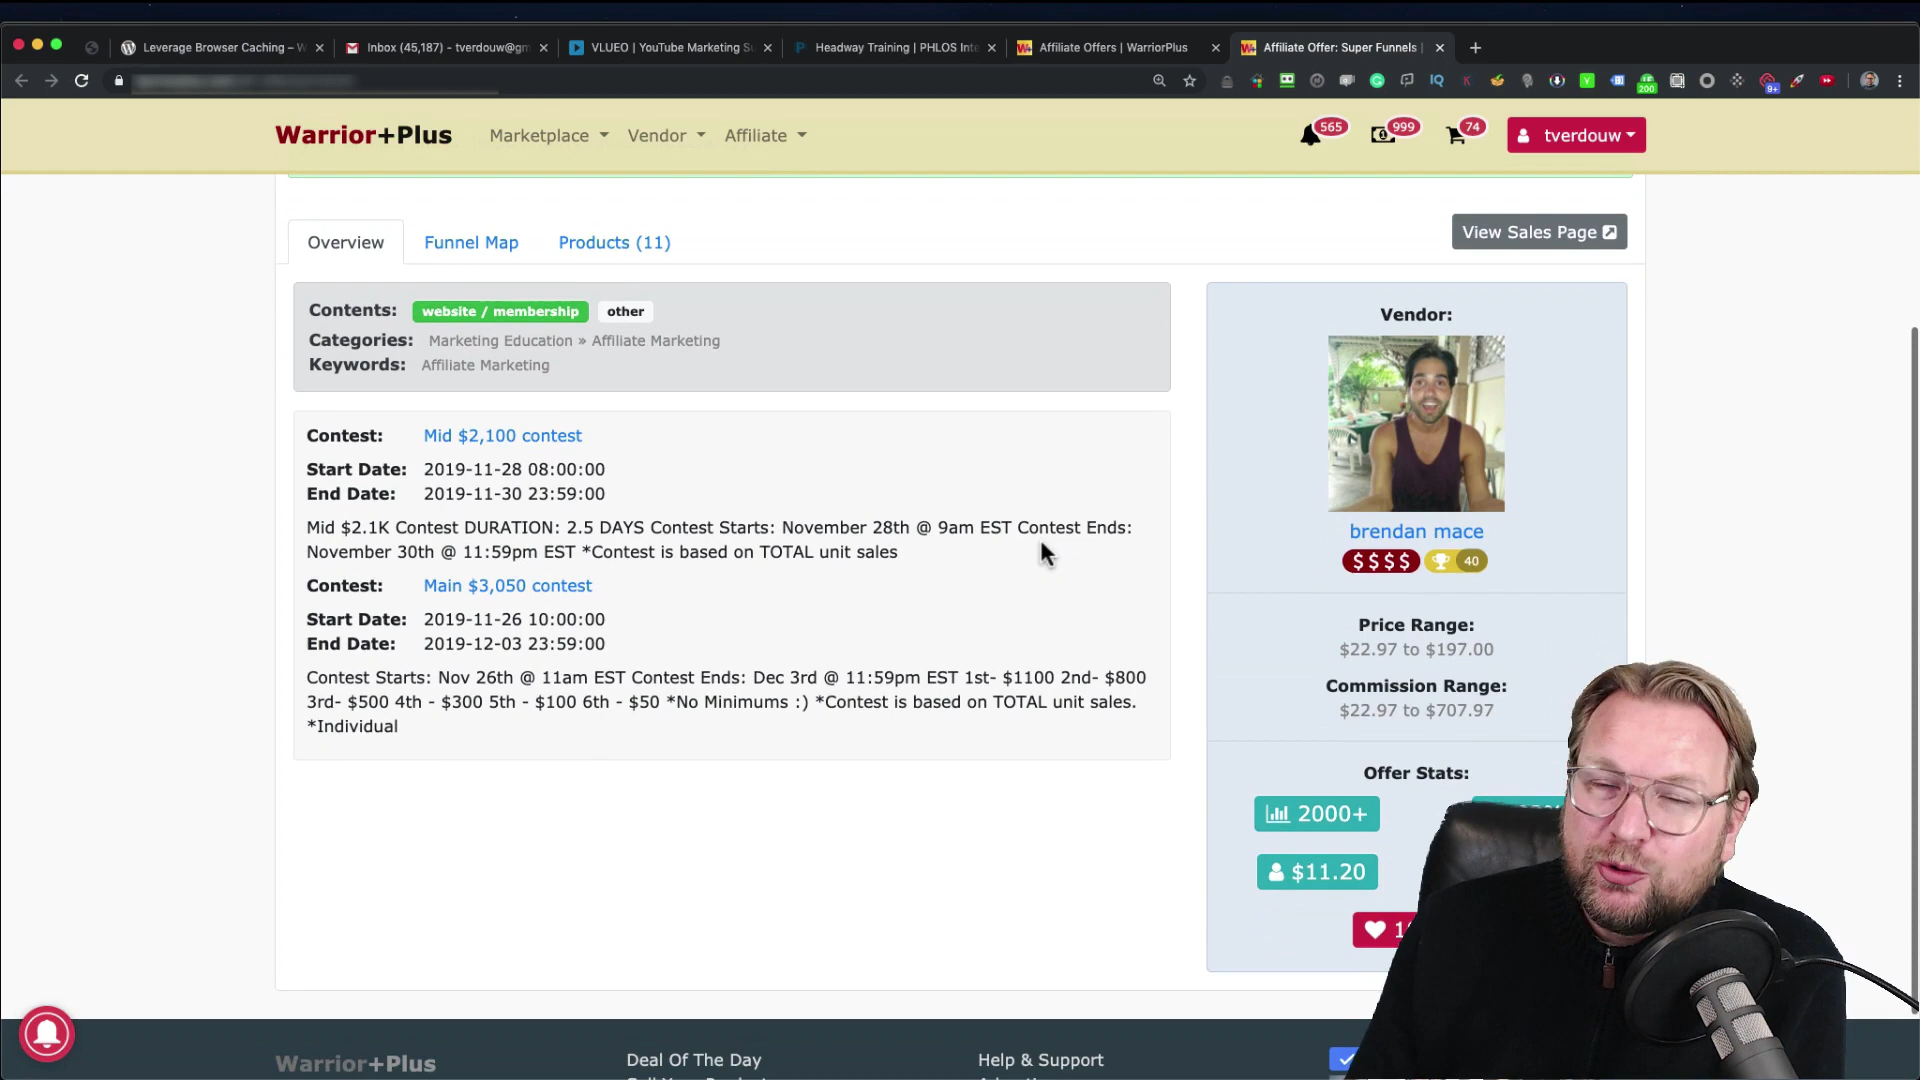 Leverage Browser Caching – W
Inbox (45,187) - tverdouw@gm
VLUEO | YouTube Marketing Su
Headway Training | PHLOS Inte
Affiliate Offers | WarriorPlus
Affiliate Offer: Super Funnels |
Warrior+Plus
Marketplace
Vendor
Affiliate
565
999
74
tverdouw
200
9+
Overview
Funnel Map
Products (11)
View Sales Page
Contents: website / membership other
Categories: Marketing Education » Affiliate Marketing
Keywords: Affiliate Marketing
Contest: Mid $2,100 contest
Start Date: 2019-11-28 08:00:00
End Date: 2019-11-30 23:59:00
Mid $2.1K Contest DURATION: 2.5 DAYS Contest Starts: November 28th @ 9am EST Contest Ends:
November 30th @ 11:59pm EST *Contest is based on TOTAL unit sales
Contest: Main $3,050 contest
Start Date: 2019-11-26 10:00:00
End Date: 2019-12-03 23:59:00
Contest Starts: Nov 26th @ 11am EST Contest Ends: Dec 3rd @ 11:59pm EST 1st- $1100 2nd- $800
3rd- $500 4th - $300 5th - $100 6th - $50 *No Minimums :) *Contest is based on TOTAL unit sales.
*Individual
Vendor:
brendan mace
$$$$ 40
Price Range:
$22.97 to $197.00
Commission Range:
$22.97 to $707.97
Offer Stats:
2000+
$11.20
Warrior+Plus
Deal Of The Day
Help & Support